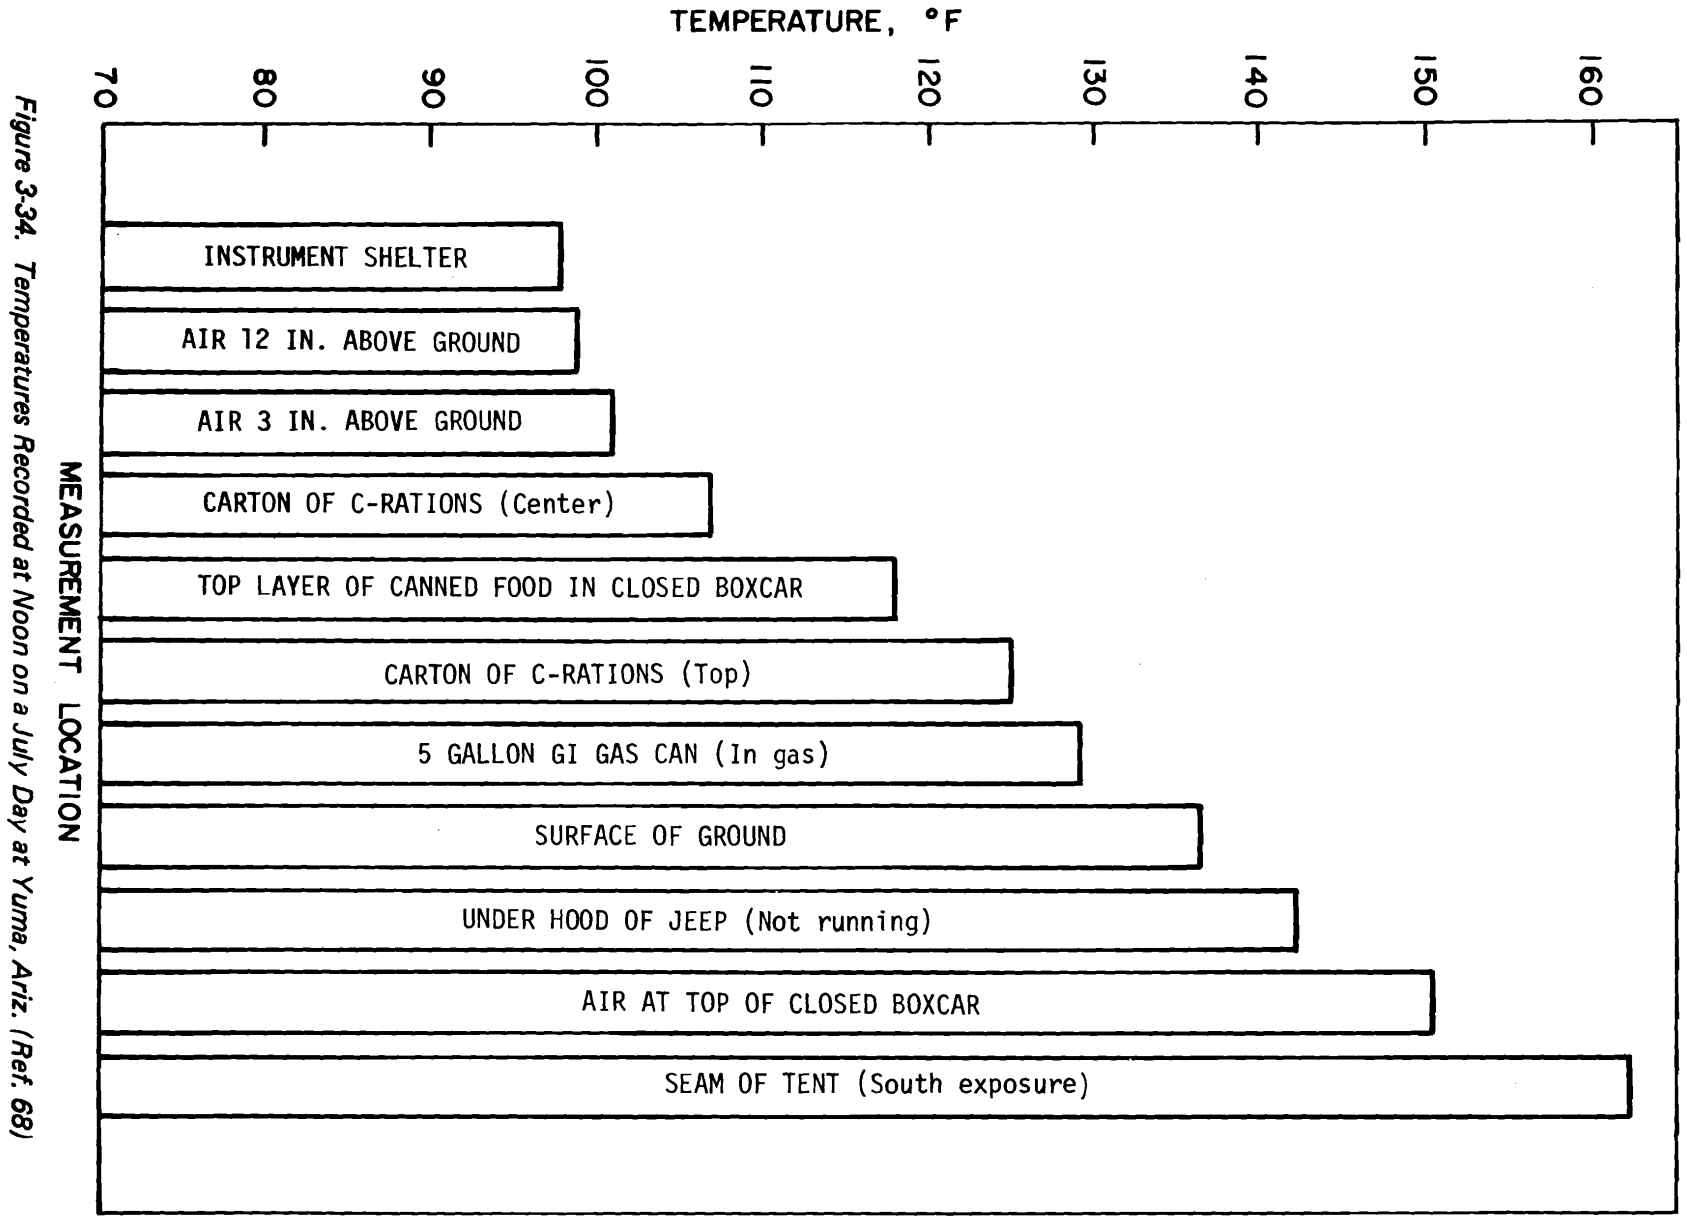 TEMPERATURE, °F
70
80
90
100
110
120
130
140
150
160
INSTRUMENT SHELTER
AIR 12 IN. ABOVE GROUND
AIR 3 IN. ABOVE GROUND
CARTON OF C-RATIONS (Center)
TOP LAYER OF CANNED FOOD IN CLOSED BOXCAR
CARTON OF C-RATIONS (Top)
5 GALLON GI GAS CAN (In gas)
SURFACE OF GROUND
UNDER HOOD OF JEEP (Not running)
AIR AT TOP OF CLOSED BOXCAR
SEAM OF TENT (South exposure)
MEASUREMENT LOCATION
Figure 3-34. Temperatures Recorded at Noon on a July Day at Yuma, Ariz. (Ref. 68)